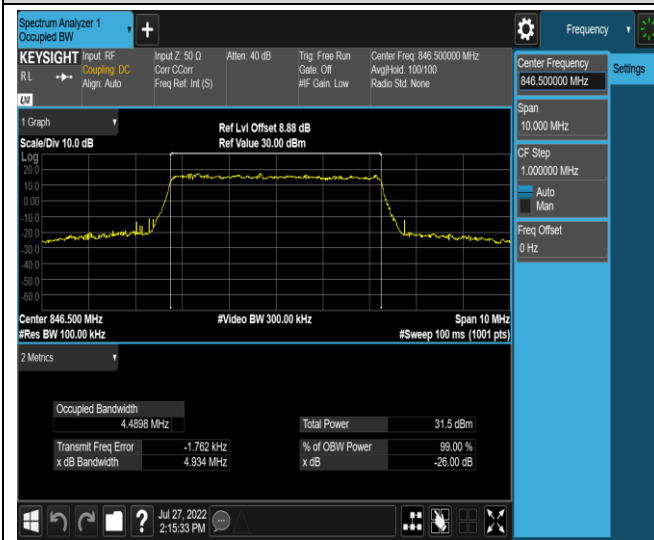 Spectrum Analyzer 1
Occupied BW
+
Frequency
KEYSIGHT
RL
LXI
Input: RF
Coupling: DC
Align: Auto
Input Z: 50 Ω
Corr CCorr
Freq Ref: Int (S)
Atten: 40 dB
Trig: Free Run
Gate: Off
#IF Gain: Low
Center Freq: 846.500000 MHz
Avg|Hold: 100/100
Radio Std: None
Center Frequency
846.500000 MHz
Settings
Span
10.000 MHz
CF Step
1.000000 MHz
Auto
Man
Freq Offset
0 Hz
1 Graph
Scale/Div 10.0 dB
Ref Lvl Offset 8.88 dB
Ref Value 30.00 dBm
Log
20.0
10.0
0.00
-10.0
-20.0
-30.0
-40.0
-50.0
-60.0
Center 846.500 MHz
#Video BW 300.00 kHz
Span 10 MHz
#Res BW 100.00 kHz
#Sweep 100 ms (1001 pts)
2 Metrics
Occupied Bandwidth
4.4898 MHz
Total Power 31.5 dBm
Transmit Freq Error -1.762 kHz
% of OBW Power 99.00 %
x dB Bandwidth 4.934 MHz
x dB -26.00 dB
?
Jul 27, 2022
2:15:33 PM